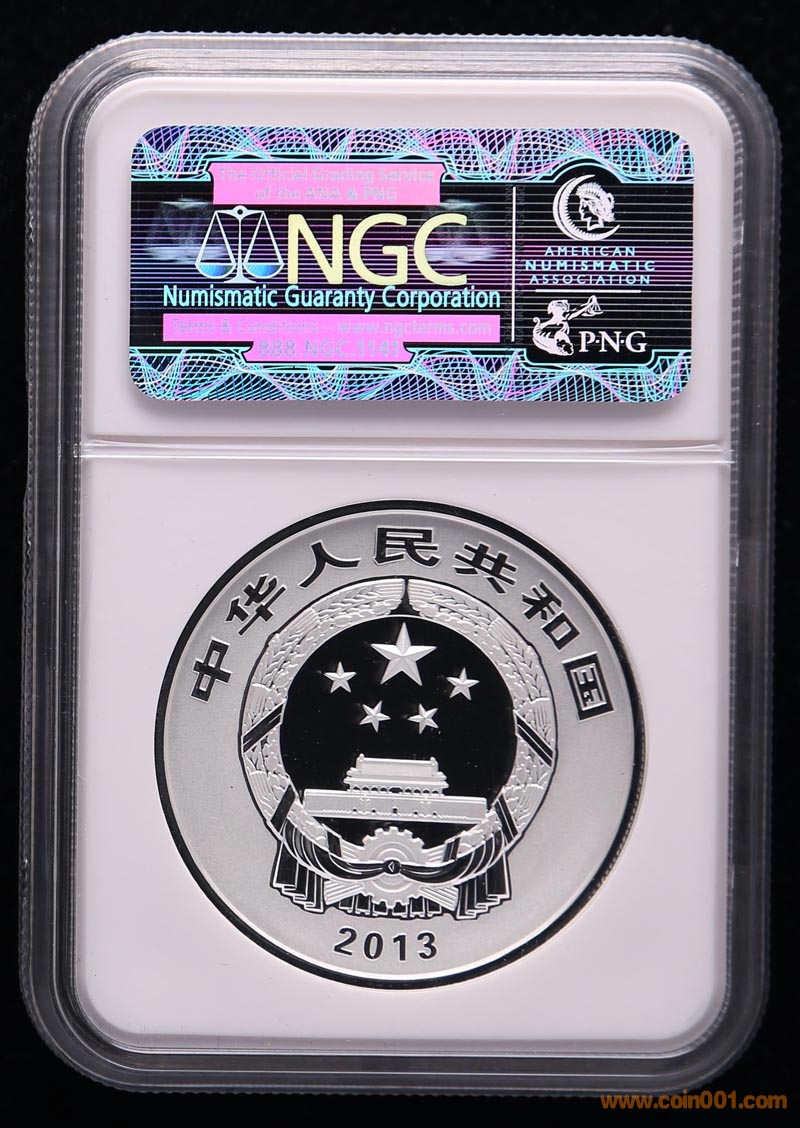 The Official Grading Service
of the ANA & PNG
NGC
Numismatic Guaranty Corporation
Terms & Conditions - www.ngcterms.com
888.NGC.1141
AMERICAN
NUMISMATIC
ASSOCIATION
P·N·G
中华人民共和国
2013
www.coin001.com